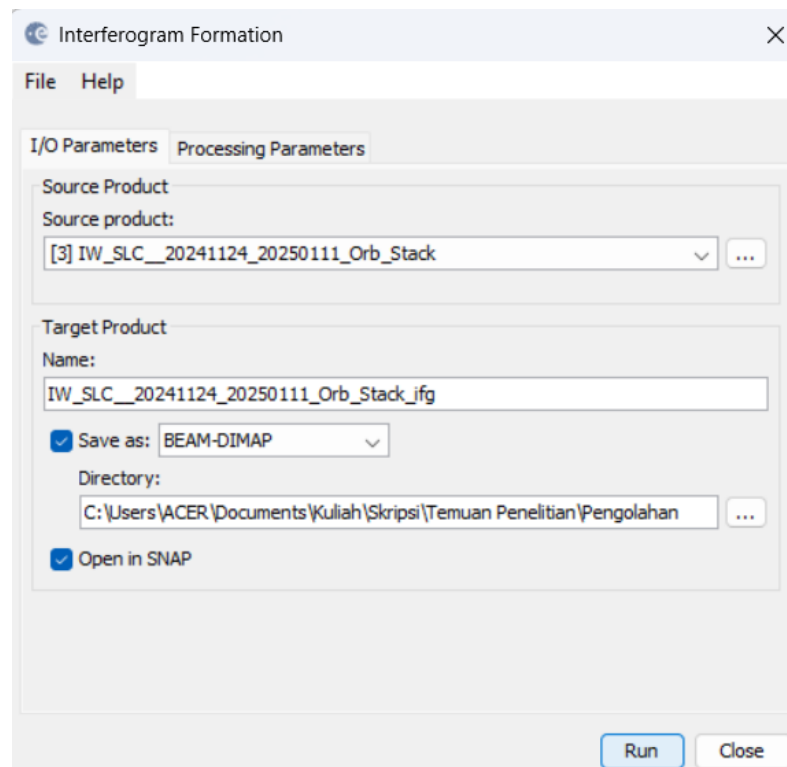 Interferogram Formation
File Help
I/O Parameters Processing Parameters
Source Product
Source product:
[3] IW_SLC__20241124_20250111_Orb_Stack
...
Target Product
Name:
IW_SLC__20241124_20250111_Orb_Stack_ifg
Save as: BEAM-DIMAP
Directory:
C:\Users\ACER\Documents\Kuliah\Skripsi\Temuan Penelitian\Pengolahan
...
Open in SNAP
Run Close